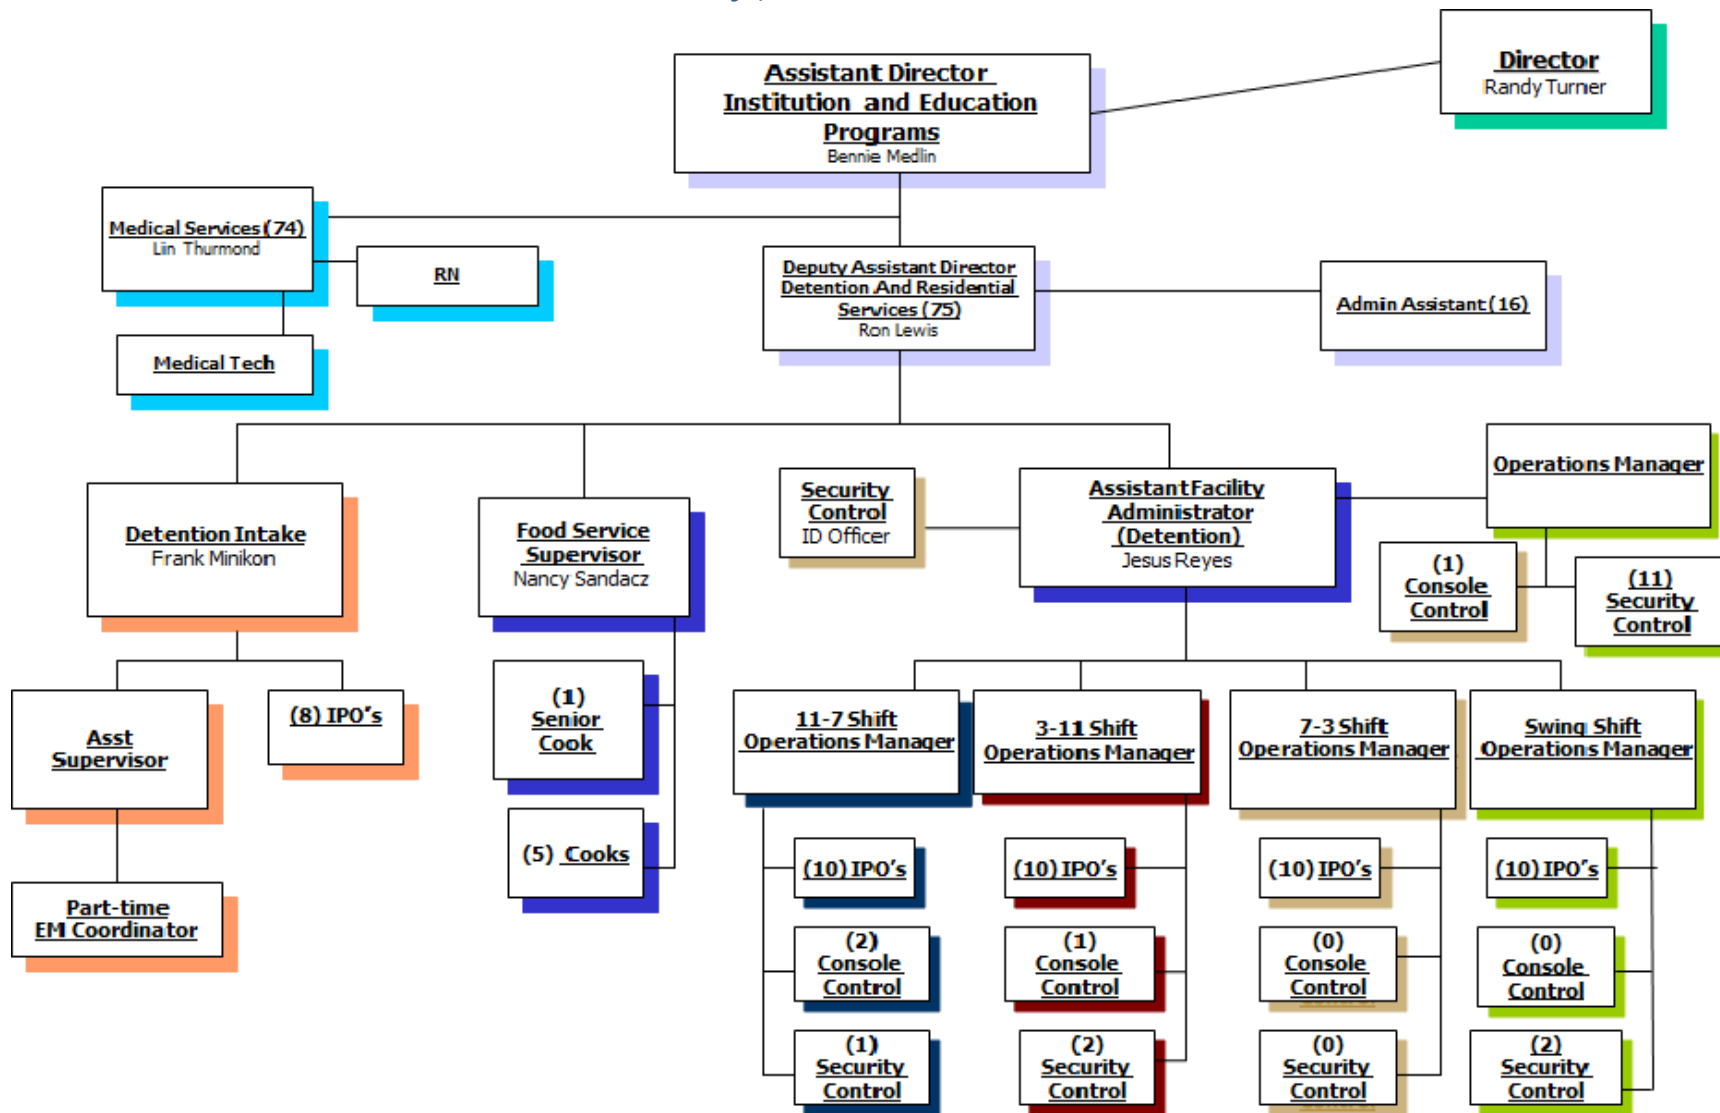 Assistant Director
Institution and Education
Programs
Bennie Medlin
Director
Randy Turner
Medical Services (74)
Lin Thurmond
RN
Medical Tech
Deputy Assistant Director
Detention And Residential
Services (75)
Ron Lewis
Admin Assistant (16)
Detention Intake
Frank Minikon
Food Service
Supervisor
Nancy Sandacz
Security
Control
ID Officer
Assistant Facility
Administrator
(Detention)
Jesus Reyes
Operations Manager
(1)
Console
Control
(11)
Security
Control
Asst
Supervisor
(8) IPO's
Part-time
EM Coordinator
(1)
Senior
Cook
(5) Cooks
11-7 Shift
Operations Manager
3-11 Shift
Operations Manager
7-3 Shift
Operations Manager
Swing Shift
Operations Manager
(10) IPO's
(10) IPO's
(10) IPO's
(10) IPO's
(2)
Console
Control
(1)
Console
Control
(0)
Console
Control
(0)
Console
Control
(1)
Security
Control
(2)
Security
Control
(0)
Security
Control
(2)
Security
Control